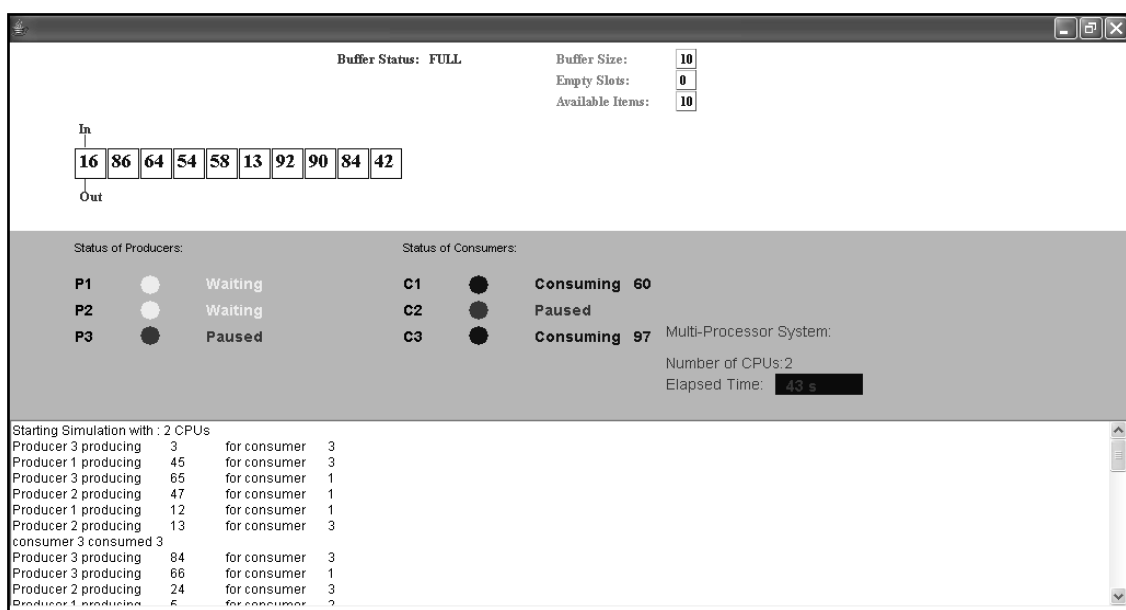 Buffer Status: FULL
Buffer Size: 10
Empty Slots: 0
Available Items: 10
In
16 86 64 54 58 13 92 90 84 42
Out
Status of Producers: Status of Consumers:
P1 Waiting C1 Consuming 60
P2 Waiting C2 Paused
P3 Paused C3 Consuming 97
Multi-Processor System:
Number of CPUs:2
Elapsed Time: 43 s
Starting Simulation with : 2 CPUs
Producer 3 producing 3 for consumer 3
Producer 1 producing 45 for consumer 3
Producer 3 producing 65 for consumer 1
Producer 2 producing 47 for consumer 1
Producer 1 producing 12 for consumer 1
Producer 2 producing 13 for consumer 3
consumer 3 consumed 3
Producer 3 producing 84 for consumer 3
Producer 3 producing 66 for consumer 1
Producer 2 producing 24 for consumer 3
Producer 1 producing for consumer